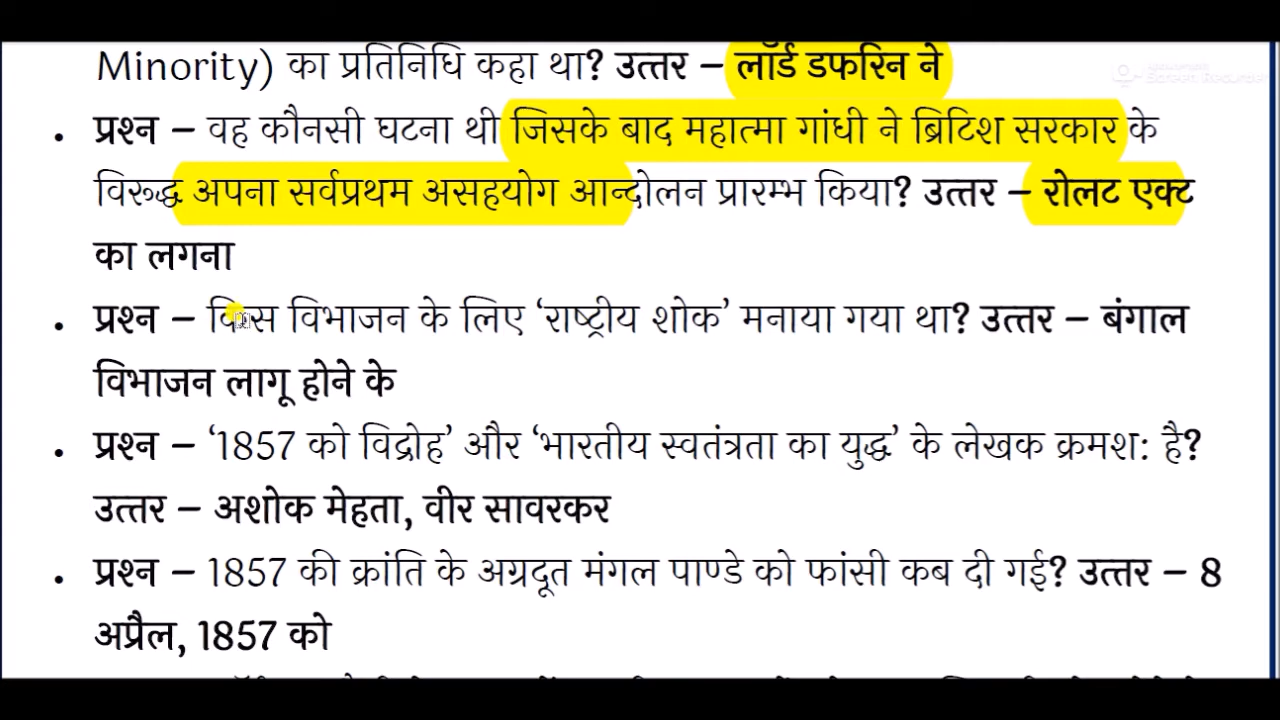 Minority) का प्रतिनिधि कहा था? उत्तर – लॉर्ड डफरिन ने
• प्रश्न – वह कौनसी घटना थी जिसके बाद महात्मा गांधी ने ब्रिटिश सरकार के
विरूद्ध अपना सर्वप्रथम असहयोग आन्दोलन प्रारम्भ किया? उत्तर – रोलट एक्ट
का लगना
• प्रश्न – किस विभाजन के लिए ‘राष्ट्रीय शोक’ मनाया गया था? उत्तर – बंगाल
विभाजन लागू होने के
• प्रश्न – ‘1857 को विद्रोह’ और ‘भारतीय स्वतंत्रता का युद्ध’ के लेखक क्रमश: है?
उत्तर – अशोक मेहता, वीर सावरकर
• प्रश्न – 1857 की क्रांति के अग्रदूत मंगल पाण्डे को फांसी कब दी गई? उत्तर – 8
अप्रैल, 1857 को